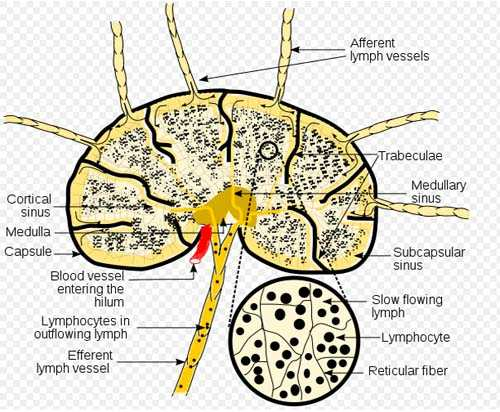 Afferent
lymph vessels
Trabeculae
Medullary
sinus
Cortical
sinus
Medulla
Capsule
Subcapsular
sinus
Blood vessel
entering the
hilum
Slow flowing
lymph
Lymphocytes in
outflowing lymph
Lymphocyte
Efferent
lymph vessel
Reticular fiber